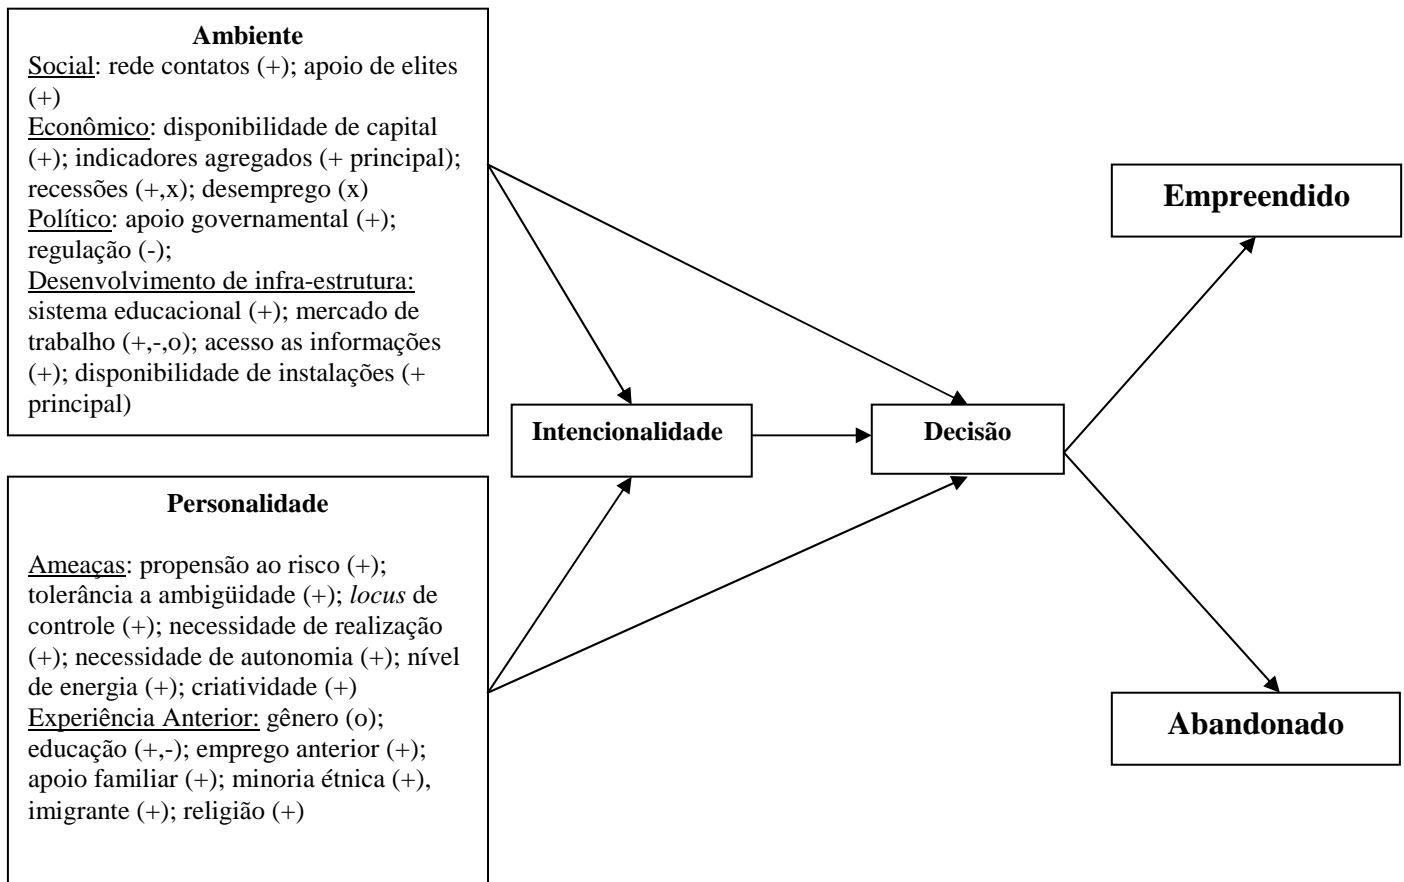 Ambiente
Social: rede contatos (+); apoio de elites
(+)
Econômico: disponibilidade de capital
(+); indicadores agregados (+ principal);
recessões (+,x); desemprego (x)
Político: apoio governamental (+);
regulação (-);
Desenvolvimento de infra-estrutura:
sistema educacional (+); mercado de
trabalho (+,-,o); acesso as informações
(+); disponibilidade de instalações (+
principal)
Personalidade
Ameaças: propensão ao risco (+);
tolerância a ambigüidade (+); locus de
controle (+); necessidade de realização
(+); necessidade de autonomia (+); nível
de energia (+); criatividade (+)
Experiência Anterior: gênero (o);
educação (+,-); emprego anterior (+);
apoio familiar (+); minoria étnica (+),
imigrante (+); religião (+)
Intencionalidade
Decisão
Empreendido
Abandonado